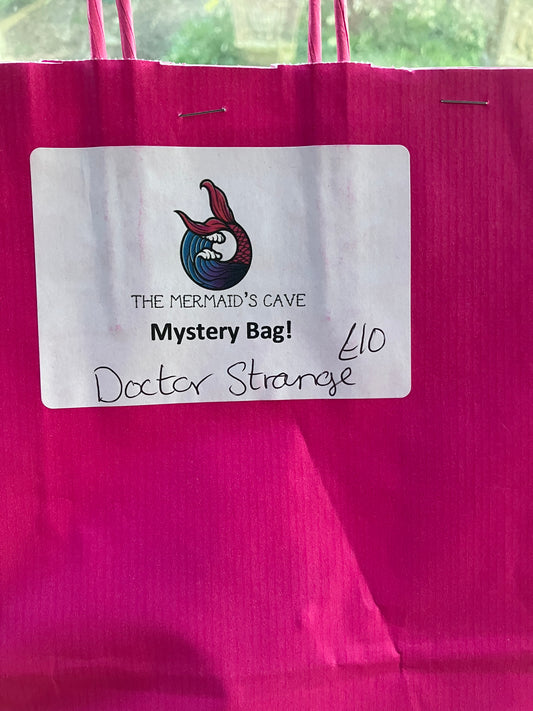 THE MERMAID'S CAVE
Mystery Bag!
£10
Doctor Strange